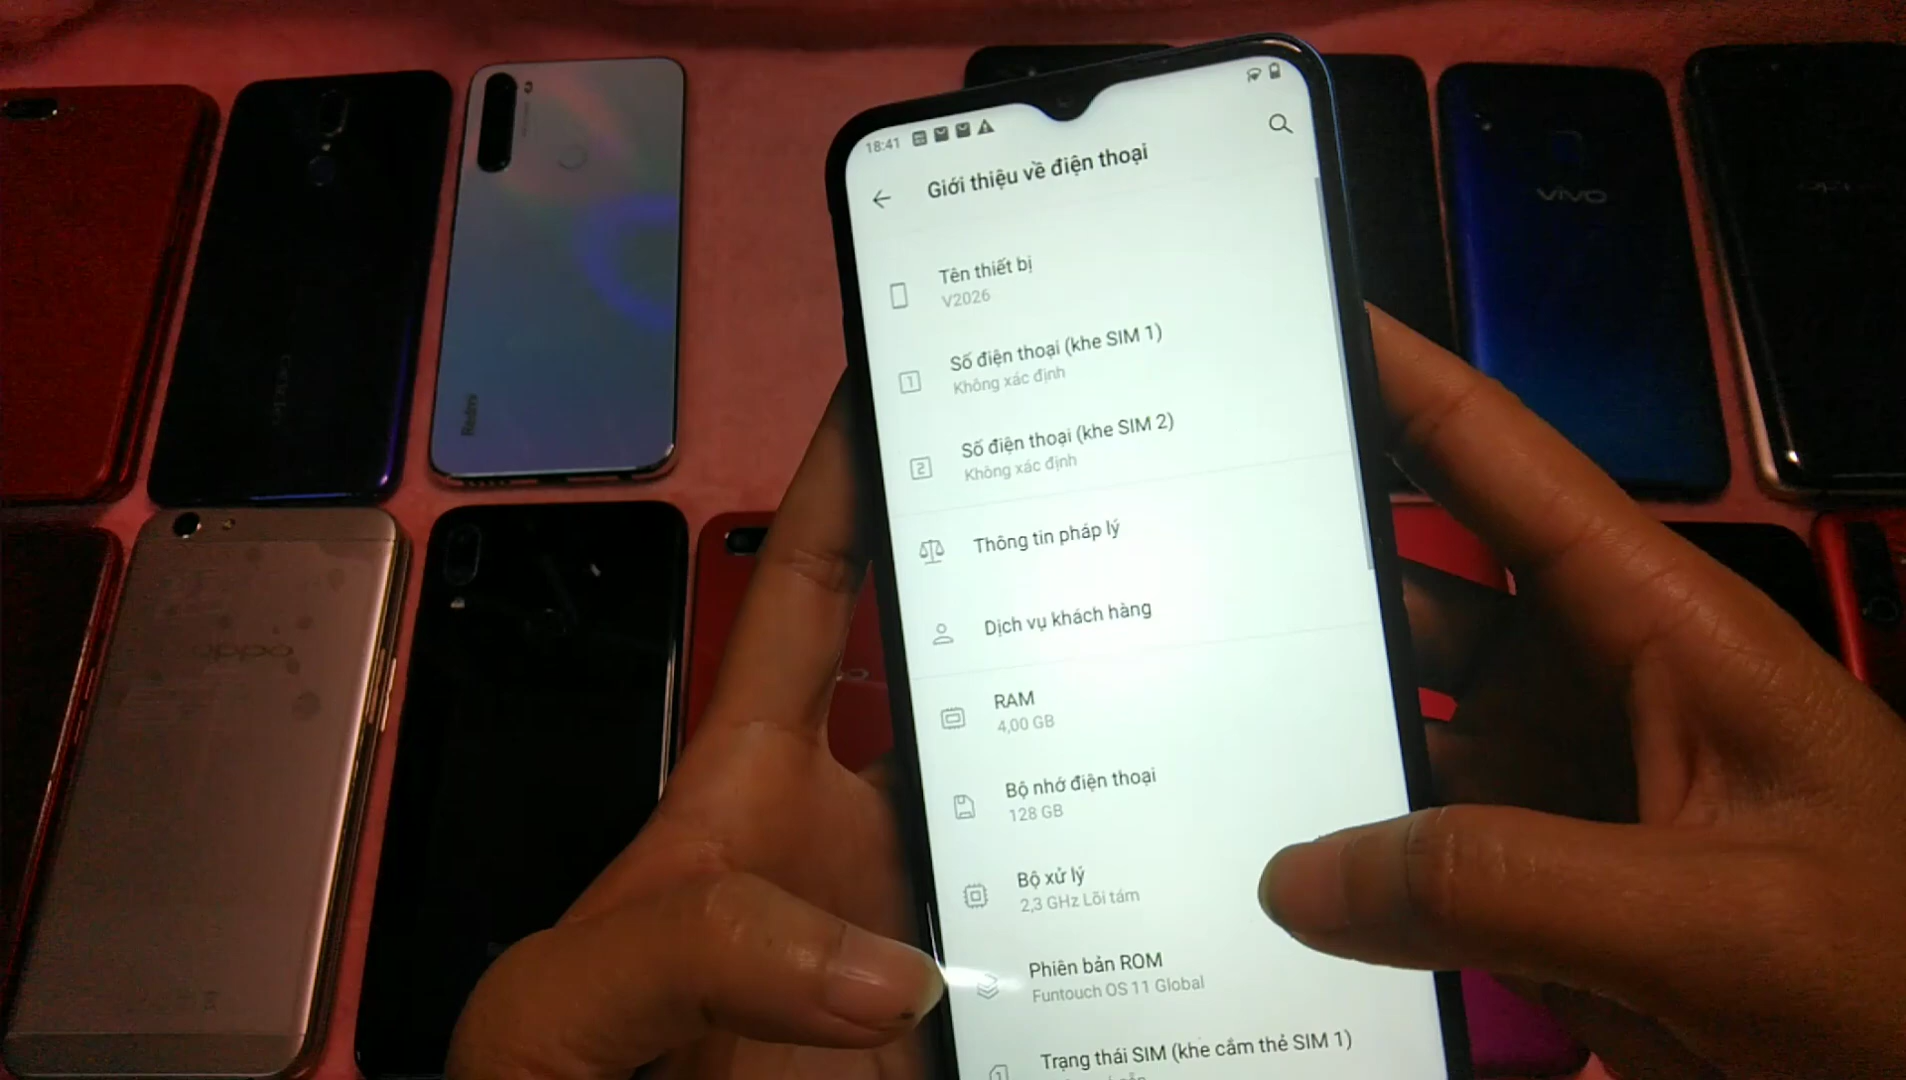 18:41
Giới thiệu về điện thoại
Tên thiết bị
V2026
Số điện thoại (khe SIM 1)
Không xác định
Số điện thoại (khe SIM 2)
Không xác định
Thông tin pháp lý
Dịch vụ khách hàng
RAM
4,00 GB
Bộ nhớ điện thoại
128 GB
Bộ xử lý
2,3 GHz Lõi tám
Phiên bản ROM
Funtouch OS 11 Global
Trạng thái SIM (khe cắm thẻ SIM 1)
Redmi
oppo
vivo